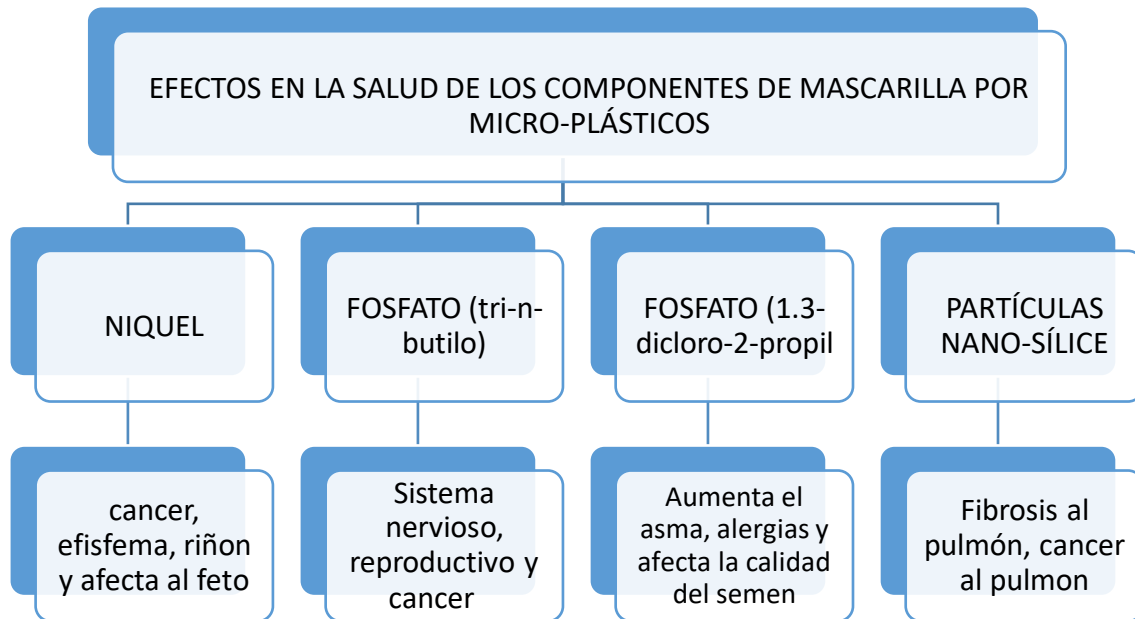 EFECTOS EN LA SALUD DE LOS COMPONENTES DE MASCARILLA POR
MICRO-PLÁSTICOS
NIQUEL
FOSFATO (tri-n-
butilo)
FOSFATO (1.3-
dicloro-2-propil
PARTÍCULAS
NANO-SÍLICE
cancer,
efisfema, riñon
y afecta al feto
Sistema
nervioso,
reproductivo y
cancer
Aumenta el
asma, alergias y
afecta la calidad
del semen
Fibrosis al
pulmón, cancer
al pulmon